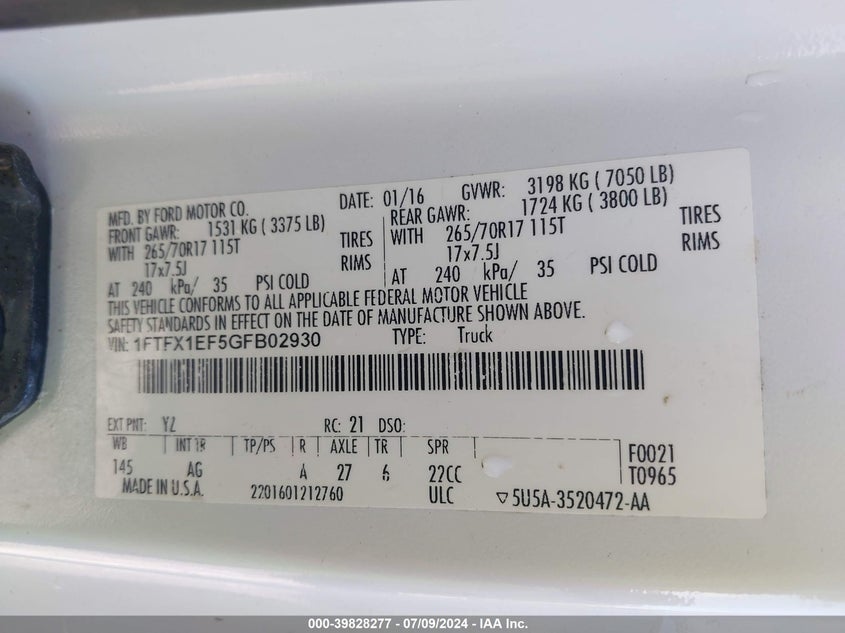 MFD. BY FORD MOTOR CO. DATE: 01/16 GVWR: 3198 KG ( 7050 LB)
FRONT GAWR: 1531 KG ( 3375 LB) REAR GAWR: 1724 KG ( 3800 LB)
WITH 265/70R17 115T TIRES WITH 265/70R17 115T TIRES
17x7.5J RIMS 17x7.5J RIMS
AT 240 kPa/ 35 PSI COLD AT 240 kPa/ 35 PSI COLD
THIS VEHICLE CONFORMS TO ALL APPLICABLE FEDERAL MOTOR VEHICLE
SAFETY STANDARDS IN EFFECT ON THE DATE OF MANUFACTURE SHOWN ABOVE.
VIN: 1FTFX1EF5GFB02930 TYPE: Truck
EXT PNT: YZ RC: 21 DSO:
WB INT TR TP/PS R AXLE TR SPR F0021
145 AG A 27 6 22CC T0965
MADE IN U.S.A. 2201601212760 ULC ▽5U5A-3520472-AA
000-39828277 - 07/09/2024 - IAA Inc.